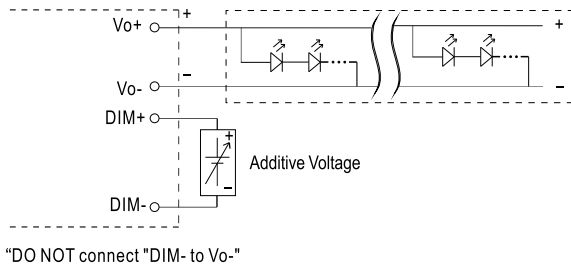 Vo+ + +
Vo- – –
DIM+
+
Additive Voltage
–
DIM-
“DO NOT connect "DIM- to Vo-"